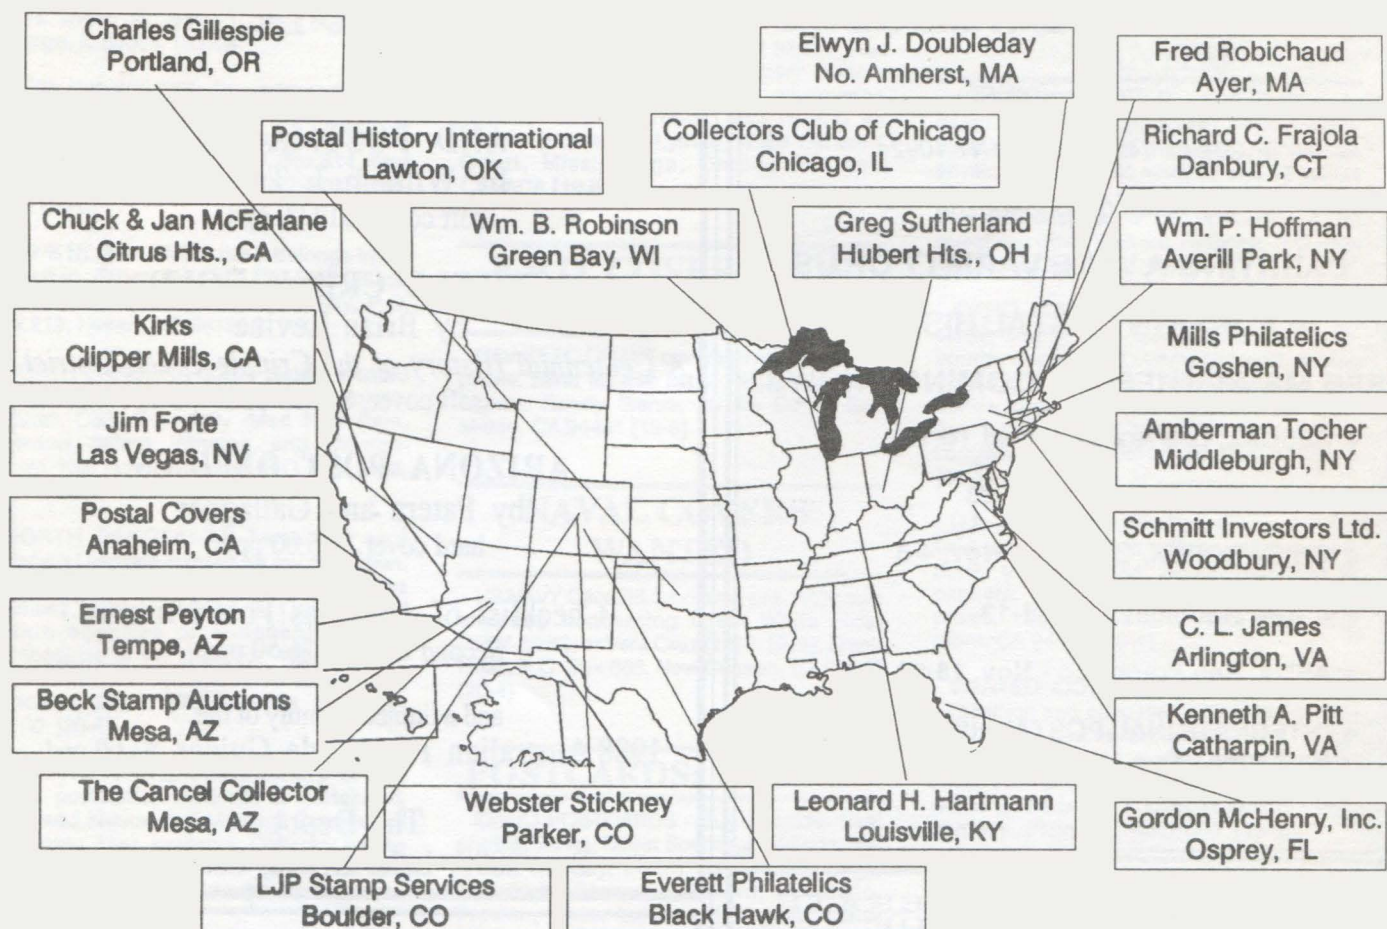 Charles Gillespie
Portland, OR
Elwyn J. Doubleday
No. Amherst, MA
Fred Robichaud
Ayer, MA
Postal History International
Lawton, OK
Collectors Club of Chicago
Chicago, IL
Richard C. Frajola
Danbury, CT
Chuck & Jan McFarlane
Citrus Hts., CA
Wm. B. Robinson
Green Bay, WI
Greg Sutherland
Hubert Hts., OH
Wm. P. Hoffman
Averill Park, NY
Kirks
Clipper Mills, CA
Mills Philatelics
Goshen, NY
Jim Forte
Las Vegas, NV
Amberman Tocher
Middleburgh, NY
Postal Covers
Anaheim, CA
Schmitt Investors Ltd.
Woodbury, NY
Ernest Peyton
Tempe, AZ
C. L. James
Arlington, VA
Beck Stamp Auctions
Mesa, AZ
Kenneth A. Pitt
Catharpin, VA
The Cancel Collector
Mesa, AZ
Webster Stickney
Parker, CO
Leonard H. Hartmann
Louisville, KY
Gordon McHenry, Inc.
Osprey, FL
LJP Stamp Services
Boulder, CO
Everett Philatelics
Black Hawk, CO